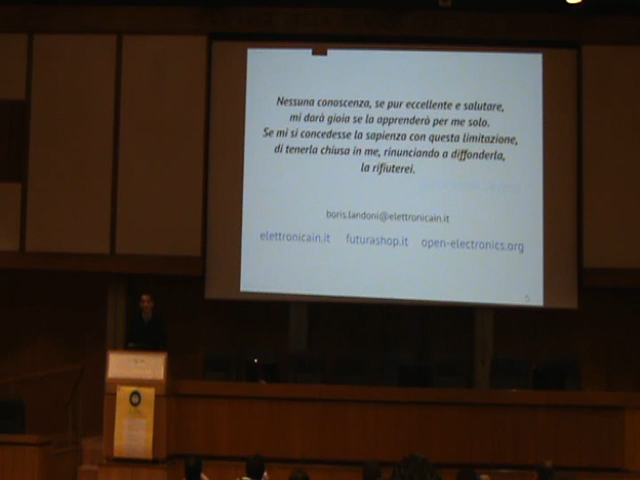 Nessuna conoscenza, se pur eccellente e salutare,
mi darà gioia se la apprenderò per me solo.
Se mi si concedesse la sapienza con questa limitazione,
di tenerla chiusa in me, rinunciando a diffonderla,
la rifiuterei.
boris.landoni@elettronicain.it
elettronicain.it futurashop.it open-electronics.org
5